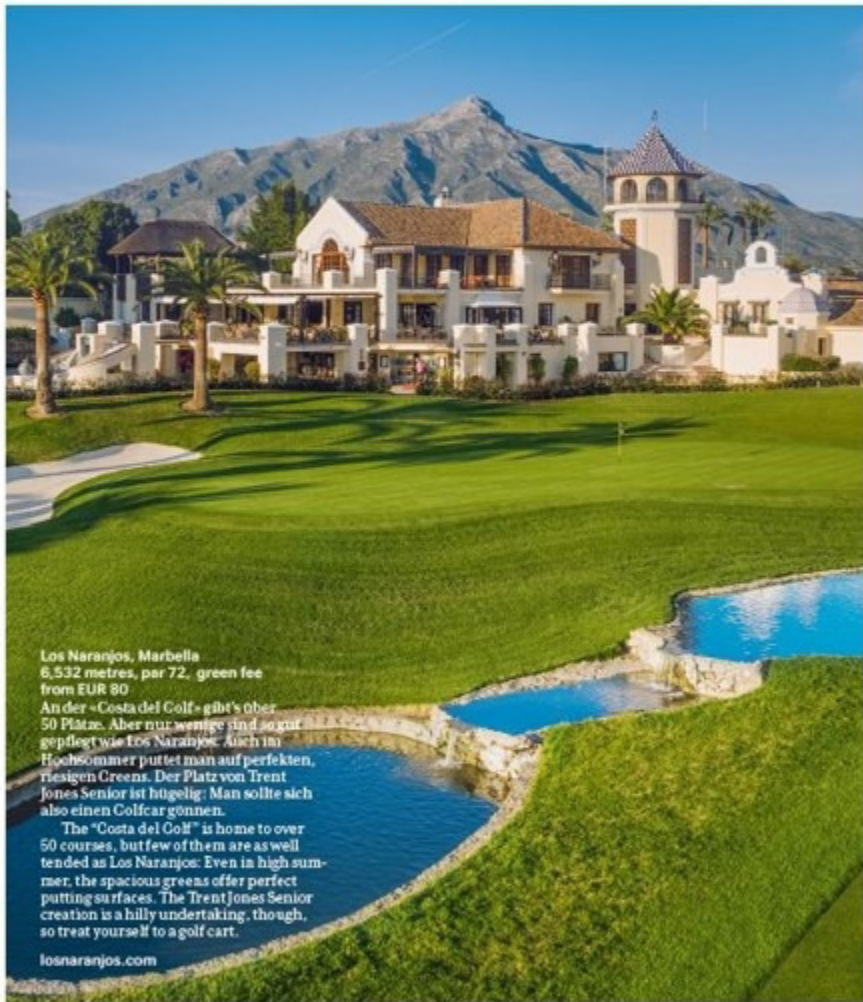 Los Naranjos, Marbella
6,532 metres, par 72, green fee
from EUR 80
An der «Costa del Golf» gibt's über
50 Plätze. Aber nur wenige sind so gut
gepflegt wie Los Naranjos: Auch im
Hochsommer puttet man auf perfekten,
riesigen Greens. Der Platz von Trent
Jones Senior ist hügelig: Man sollte sich
also einen Golfcar gönnen.
The "Costa del Golf" is home to over
50 courses, but few of them are as well
tended as Los Naranjos: Even in high sum-
mer, the spacious greens offer perfect
putting surfaces. The Trent Jones Senior
creation is a hilly undertaking, though,
so treat yourself to a golf cart.
losnaranjos.com